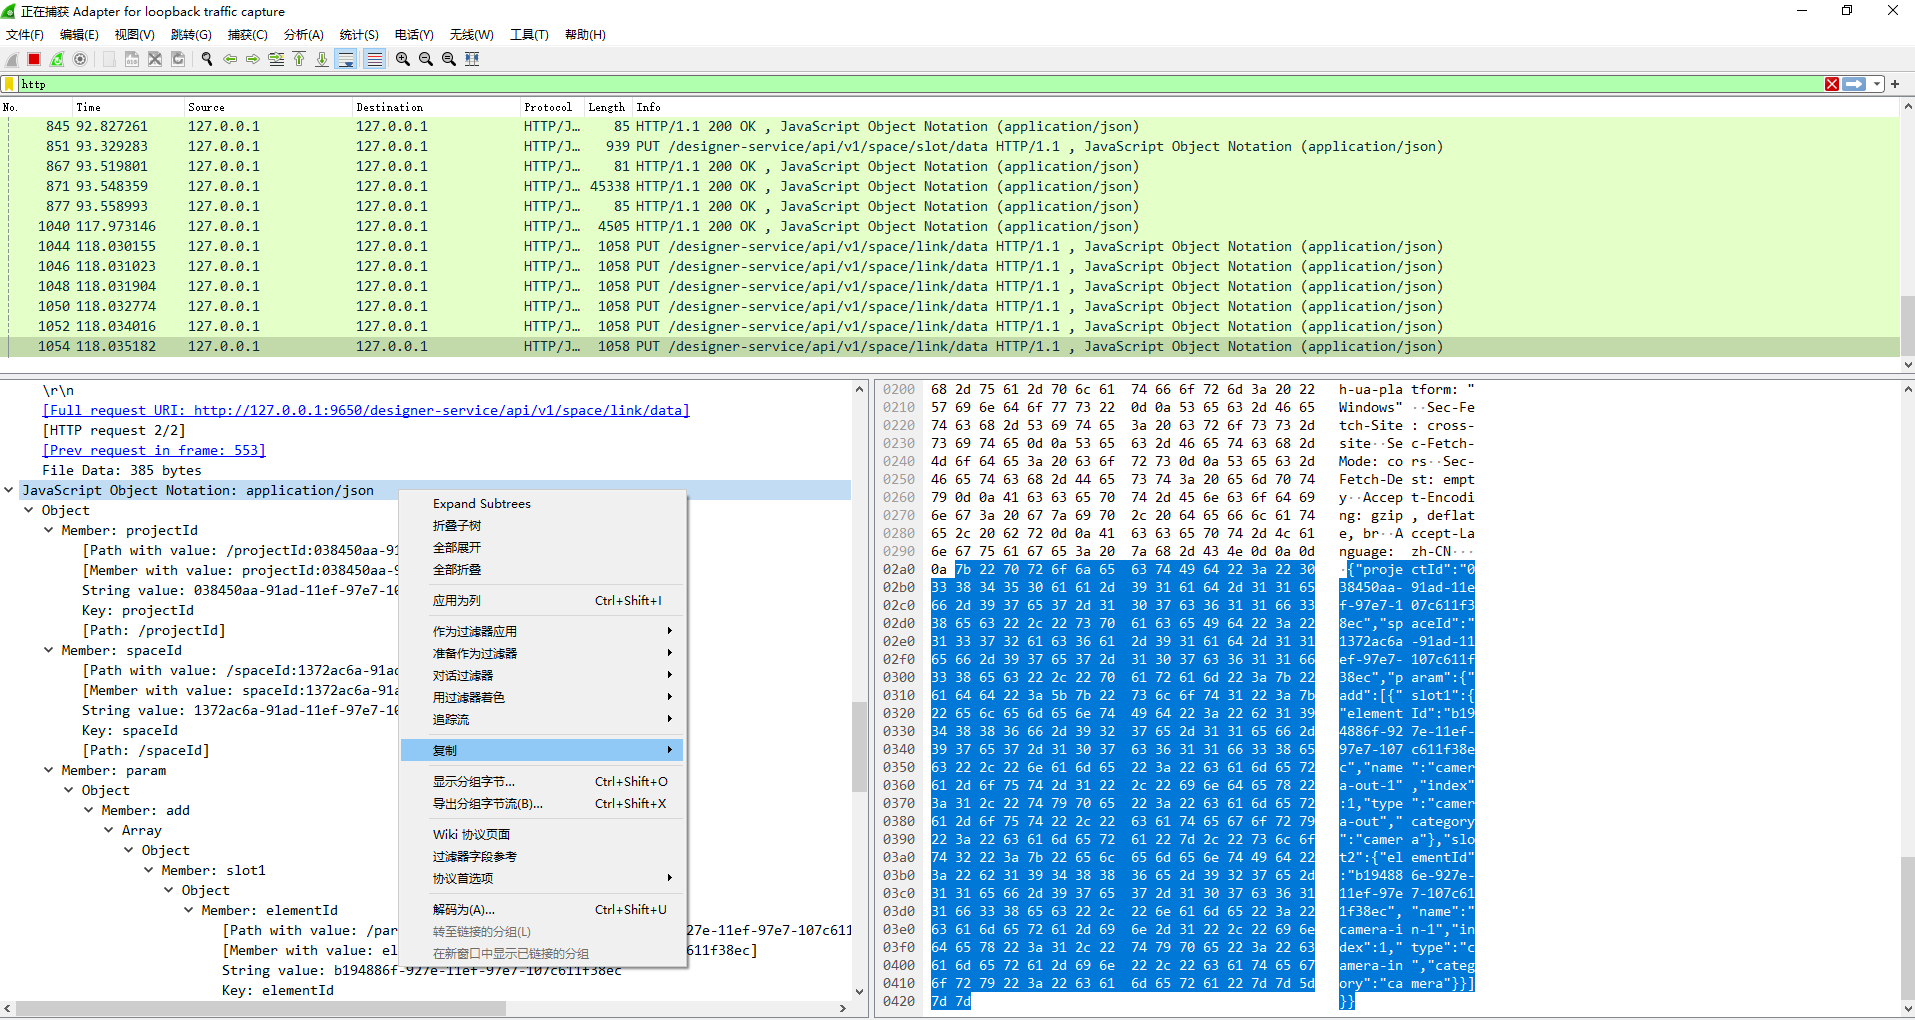 正在捕获 Adapter for loopback traffic capture
文件(F) 编辑(E) 视图(V) 跳转(G) 捕获(C) 分析(A) 统计(S) 电话(Y) 无线(W) 工具(T) 帮助(H)
http
No. Time Source Destination Protocol Length Info
845 92.827261 127.0.0.1 127.0.0.1 HTTP/J… 85 HTTP/1.1 200 OK , JavaScript Object Notation (application/json)
851 93.329283 127.0.0.1 127.0.0.1 HTTP/J… 939 PUT /designer-service/api/v1/space/slot/data HTTP/1.1 , JavaScript Object Notation (application/json)
867 93.519801 127.0.0.1 127.0.0.1 HTTP/J… 81 HTTP/1.1 200 OK , JavaScript Object Notation (application/json)
871 93.548359 127.0.0.1 127.0.0.1 HTTP/J… 45338 HTTP/1.1 200 OK , JavaScript Object Notation (application/json)
877 93.558993 127.0.0.1 127.0.0.1 HTTP/J… 85 HTTP/1.1 200 OK , JavaScript Object Notation (application/json)
1040 117.973146 127.0.0.1 127.0.0.1 HTTP/J… 4505 HTTP/1.1 200 OK , JavaScript Object Notation (application/json)
1044 118.030155 127.0.0.1 127.0.0.1 HTTP/J… 1058 PUT /designer-service/api/v1/space/link/data HTTP/1.1 , JavaScript Object Notation (application/json)
1046 118.031023 127.0.0.1 127.0.0.1 HTTP/J… 1058 PUT /designer-service/api/v1/space/link/data HTTP/1.1 , JavaScript Object Notation (application/json)
1048 118.031904 127.0.0.1 127.0.0.1 HTTP/J… 1058 PUT /designer-service/api/v1/space/link/data HTTP/1.1 , JavaScript Object Notation (application/json)
1050 118.032774 127.0.0.1 127.0.0.1 HTTP/J… 1058 PUT /designer-service/api/v1/space/link/data HTTP/1.1 , JavaScript Object Notation (application/json)
1052 118.034016 127.0.0.1 127.0.0.1 HTTP/J… 1058 PUT /designer-service/api/v1/space/link/data HTTP/1.1 , JavaScript Object Notation (application/json)
1054 118.035182 127.0.0.1 127.0.0.1 HTTP/J… 1058 PUT /designer-service/api/v1/space/link/data HTTP/1.1 , JavaScript Object Notation (application/json)
\r\n
[Full request URI: http://127.0.0.1:9650/designer-service/api/v1/space/link/data]
[HTTP request 2/2]
[Prev request in frame: 553]
File Data: 385 bytes
JavaScript Object Notation: application/json
Object
Member: projectId
[Path with value: /projectId:038450aa-91
[Member with value: projectId:038450aa-9
String value: 038450aa-91ad-11ef-97e7-10
Key: projectId
[Path: /projectId]
Member: spaceId
[Path with value: /spaceId:1372ac6a-91ad
[Member with value: spaceId:1372ac6a-91a
String value: 1372ac6a-91ad-11ef-97e7-10
Key: spaceId
[Path: /spaceId]
Member: param
Object
Member: add
Array
Object
Member: slot1
Object
Member: elementId
[Path with value: /par 27e-11ef-97e7-107c611
[Member with value: el 611f38ec]
String value: b194886f-927e-11ef-97e7-107c611f38ec
Key: elementId
Expand Subtrees
折叠子树
全部展开
全部折叠
应用为列 Ctrl+Shift+I
作为过滤器应用
准备作为过滤器
对话过滤器
用过滤器着色
追踪流
复制
显示分组字节... Ctrl+Shift+O
导出分组字节流(B)... Ctrl+Shift+X
Wiki 协议页面
过滤器字段参考
协议首选项
解码为(A)... Ctrl+Shift+U
转至链接的分组(L)
在新窗口中显示已链接的分组
0200 68 2d 75 61 2d 70 6c 61 74 66 6f 72 6d 3a 20 22 h-ua-pla tform: "
0210 57 69 6e 64 6f 77 73 22 0d 0a 53 65 63 2d 46 65 Windows" ··Sec-Fe
0220 74 63 68 2d 53 69 74 65 3a 20 63 72 6f 73 73 2d tch-Site : cross-
0230 73 69 74 65 0d 0a 53 65 63 2d 46 65 74 63 68 2d site··Se c-Fetch-
0240 4d 6f 64 65 3a 20 63 6f 72 73 0d 0a 53 65 63 2d Mode: co rs··Sec-
0250 46 65 74 63 68 2d 44 65 73 74 3a 20 65 6d 70 74 Fetch-De st: empt
0260 79 0d 0a 41 63 63 65 70 74 2d 45 6e 63 6f 64 69 y··Accep t-Encodi
0270 6e 67 3a 20 67 7a 69 70 2c 20 64 65 66 6c 61 74 ng: gzip , deflat
0280 65 2c 20 62 72 0d 0a 41 63 63 65 70 74 2d 4c 61 e, br··A ccept-La
0290 6e 67 75 61 67 65 3a 20 7a 68 2d 43 4e 0d 0a 0d nguage: zh-CN···
02a0 0a 7b 22 70 72 6f 6a 65 63 74 49 64 22 3a 22 30 ·{"proje ctId":"0
02b0 33 38 34 35 30 61 61 2d 39 31 61 64 2d 31 31 65 38450aa- 91ad-11e
02c0 66 2d 39 37 65 37 2d 31 30 37 63 36 31 31 66 33 f-97e7-1 07c611f3
02d0 38 65 63 22 2c 22 73 70 61 63 65 49 64 22 3a 22 8ec","sp aceId":"
02e0 31 33 37 32 61 63 36 61 2d 39 31 61 64 2d 31 31 1372ac6a -91ad-11
02f0 65 66 2d 39 37 65 37 2d 31 30 37 63 36 31 31 66 ef-97e7- 107c611f
0300 33 38 65 63 22 2c 22 70 61 72 61 6d 22 3a 7b 22 38ec","p aram":{"
0310 61 64 64 22 3a 5b 7b 22 73 6c 6f 74 31 22 3a 7b add":[{" slot1":{
0320 22 65 6c 65 6d 65 6e 74 49 64 22 3a 22 62 31 39 "element Id":"b19
0330 34 38 38 36 66 2d 39 32 37 65 2d 31 31 65 66 2d 4886f-92 7e-11ef-
0340 39 37 65 37 2d 31 30 37 63 36 31 31 66 33 38 65 97e7-107 c611f38e
0350 63 22 2c 22 6e 61 6d 65 22 3a 22 63 61 6d 65 72 c","name ":"camer
0360 61 2d 6f 75 74 2d 31 22 2c 22 69 6e 64 65 78 22 a-out-1" ,"index"
0370 3a 31 2c 22 74 79 70 65 22 3a 22 63 61 6d 65 72 :1,"type ":"camer
0380 61 2d 6f 75 74 22 2c 22 63 61 74 65 67 6f 72 79 a-out"," category
0390 22 3a 22 63 61 6d 65 72 61 22 7d 2c 22 73 6c 6f ":"camer a"},"slo
03a0 74 32 22 3a 7b 22 65 6c 65 6d 65 6e 74 49 64 22 t2":{"el ementId"
03b0 3a 22 62 31 39 34 38 38 36 65 2d 39 32 37 65 2d :"b19488 6e-927e-
03c0 31 31 65 66 2d 39 37 65 37 2d 31 30 37 63 36 31 11ef-97e 7-107c61
03d0 31 66 33 38 65 63 22 2c 22 6e 61 6d 65 22 3a 22 1f38ec", "name":"
03e0 63 61 6d 65 72 61 2d 69 6e 2d 31 22 2c 22 69 6e camera-i n-1","in
03f0 64 65 78 22 3a 31 2c 22 74 79 70 65 22 3a 22 63 dex":1," type":"c
0400 61 6d 65 72 61 2d 69 6e 22 2c 22 63 61 74 65 67 amera-in ","categ
0410 6f 72 79 22 3a 22 63 61 6d 65 72 61 22 7d 7d 5d ory":"ca mera"}}]
0420 7d 7d }}